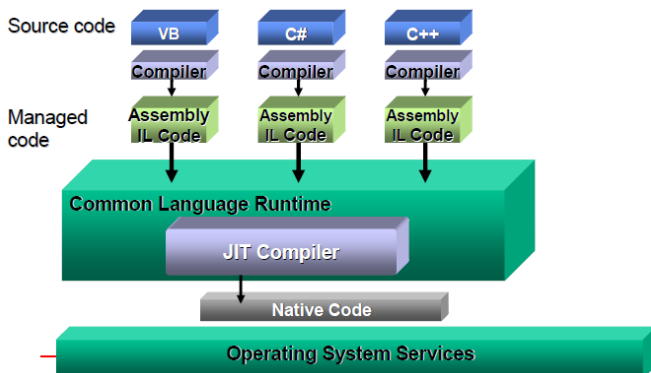 Source code
VB
C#
C++
Compiler
Compiler
Compiler
Managed
code
Assembly
IL Code
Assembly
IL Code
Assembly
IL Code
Common Language Runtime
JIT Compiler
Native Code
Operating System Services